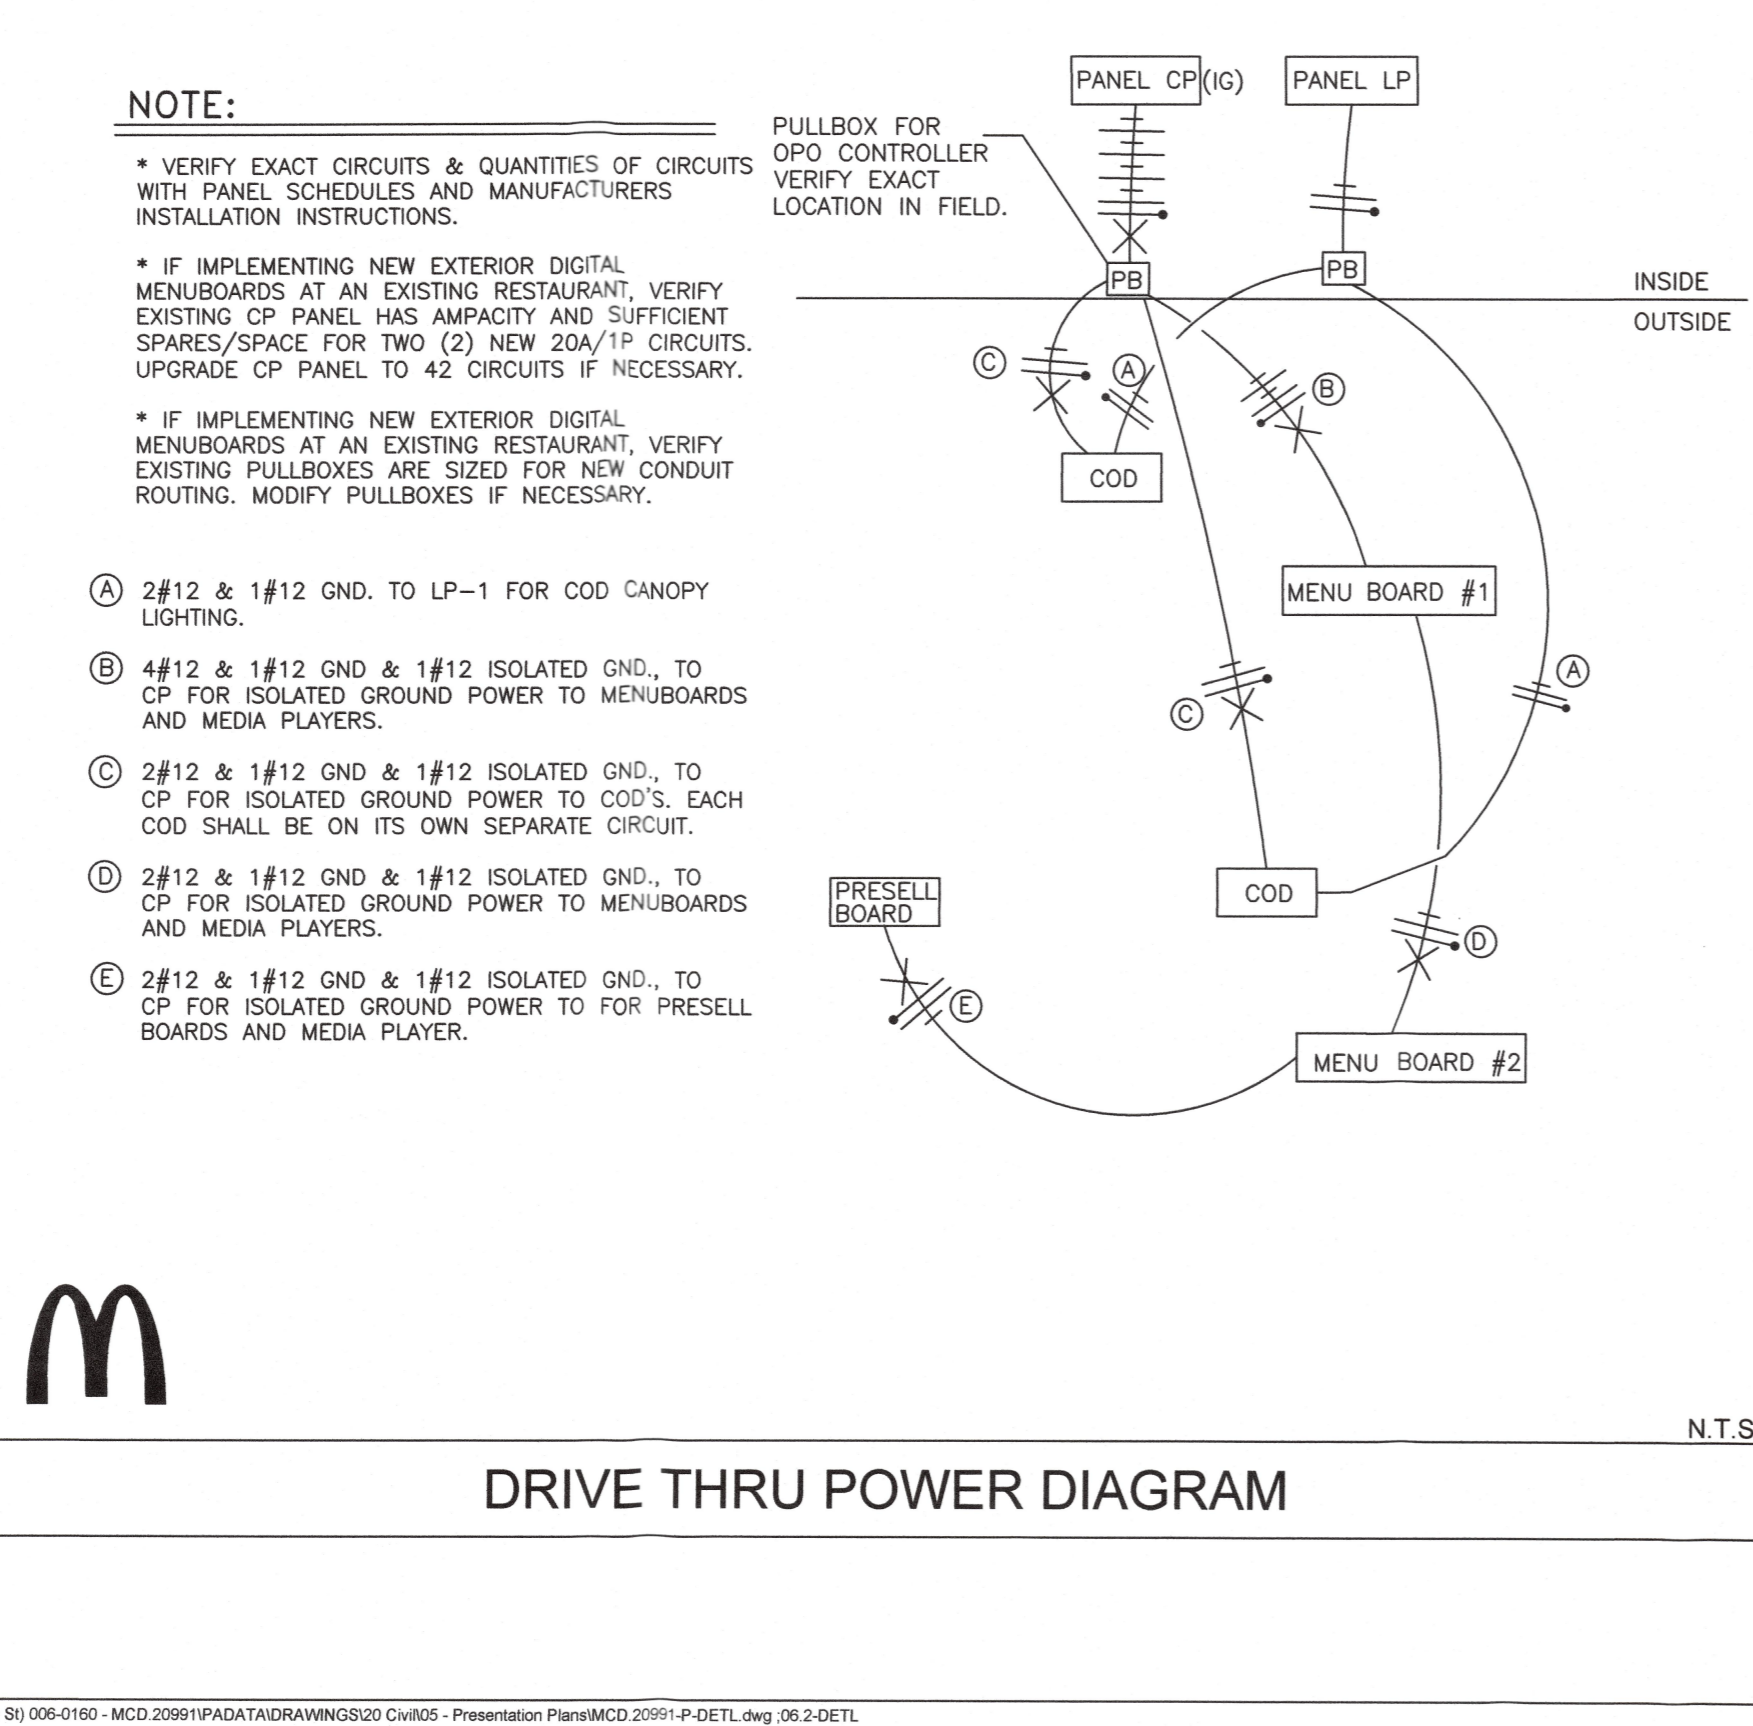 NOTE:
* VERIFY EXACT CIRCUITS & QUANTITIES OF CIRCUITS
WITH PANEL SCHEDULES AND MANUFACTURERS
INSTALLATION INSTRUCTIONS.
* IF IMPLEMENTING NEW EXTERIOR DIGITAL
MENUBOARDS AT AN EXISTING RESTAURANT, VERIFY
EXISTING CP PANEL HAS AMPACITY AND SUFFICIENT
SPARES/SPACE FOR TWO (2) NEW 20A/1P CIRCUITS.
UPGRADE CP PANEL TO 42 CIRCUITS IF NECESSARY.
* IF IMPLEMENTING NEW EXTERIOR DIGITAL
MENUBOARDS AT AN EXISTING RESTAURANT, VERIFY
EXISTING PULLBOXES ARE SIZED FOR NEW CONDUIT
ROUTING. MODIFY PULLBOXES IF NECESSARY.
A 2#12 & 1#12 GND. TO LP-1 FOR COD CANOPY
LIGHTING.
B 4#12 & 1#12 GND & 1#12 ISOLATED GND., TO
CP FOR ISOLATED GROUND POWER TO MENUBOARDS
AND MEDIA PLAYERS.
C 2#12 & 1#12 GND & 1#12 ISOLATED GND., TO
CP FOR ISOLATED GROUND POWER TO COD'S. EACH
COD SHALL BE ON ITS OWN SEPARATE CIRCUIT.
D 2#12 & 1#12 GND & 1#12 ISOLATED GND., TO
CP FOR ISOLATED GROUND POWER TO MENUBOARDS
AND MEDIA PLAYERS.
E 2#12 & 1#12 GND & 1#12 ISOLATED GND., TO
CP FOR ISOLATED GROUND POWER TO FOR PRESELL
BOARDS AND MEDIA PLAYER.
PANEL CP (IG)
PANEL LP
PULLBOX FOR
OPO CONTROLLER
VERIFY EXACT
LOCATION IN FIELD.
PB
PB
INSIDE
OUTSIDE
C
A
B
COD
MENU BOARD #1
A
C
COD
PRESELL
BOARD
D
E
MENU BOARD #2
N.T.S
DRIVE THRU POWER DIAGRAM
St) 006-0160 - MCD.20991\PADATA\DRAWINGS\20 Civil\05 - Presentation Plans\MCD.20991-P-DETL.dwg ;06.2-DETL